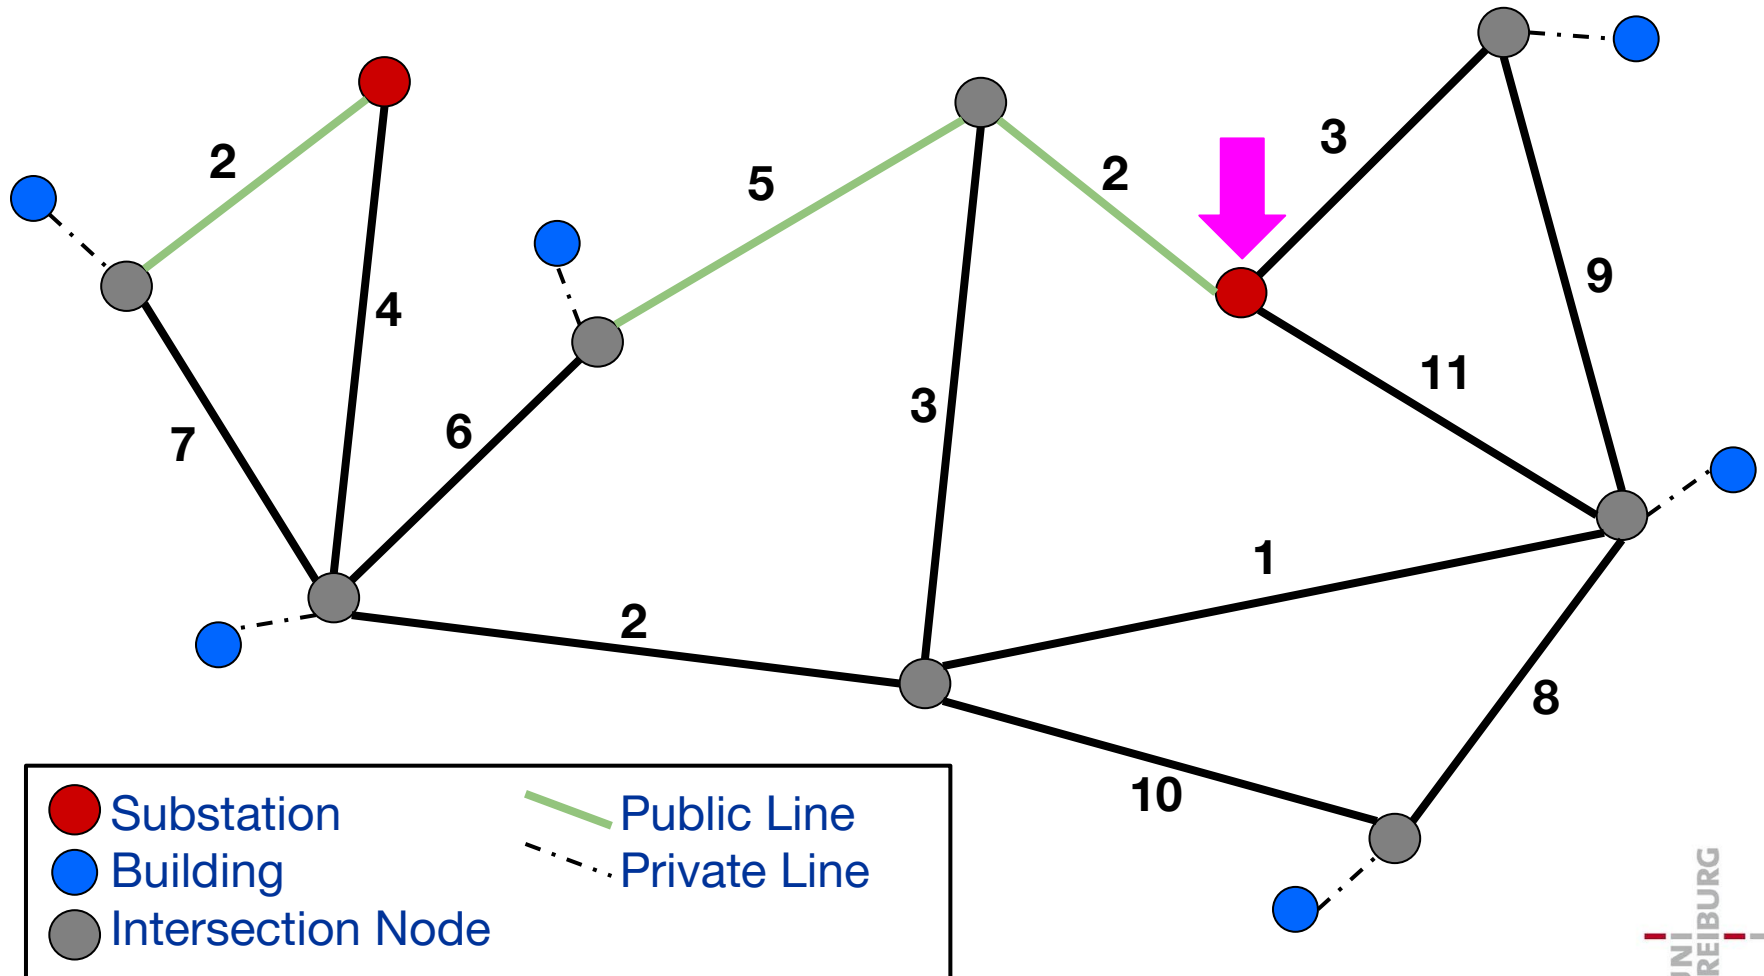 2
3
2
5
9
4
11
3
6
7
1
2
8
10
Substation
Public Line
Building
Private Line
Intersection Node